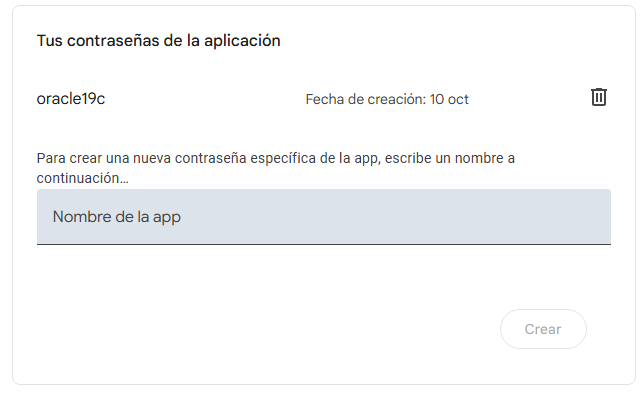 Tus contraseñas de la aplicación
oracle19c Fecha de creación: 10 oct
Para crear una nueva contraseña específica de la app, escribe un nombre a
continuación…
Nombre de la app
Crear